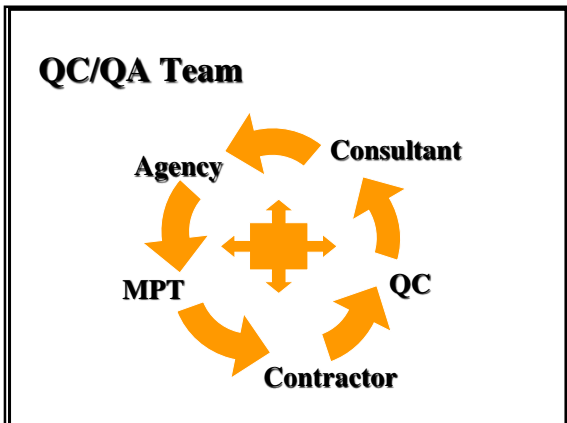 QC/QA Team
Consultant
Agency
MPT
QC
Contractor